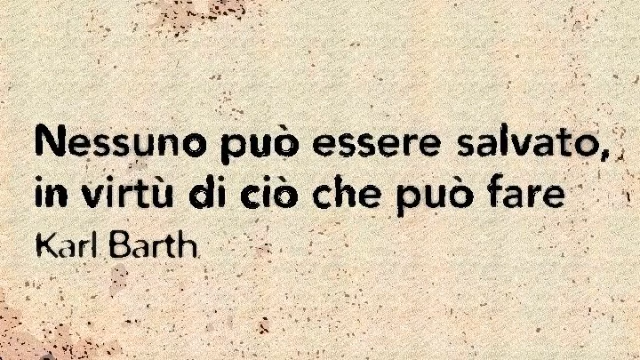 Nessuno può essere salvato,
in virtù di ciò che può fare
Karl Barth